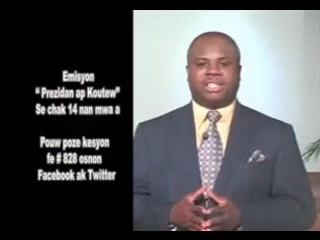 Emisyon
“ Prezidan ap Koutew”
Se chak 14 nan mwa a
Pouw poze kesyon
fe # 828 osnon
Facebook ak Twitter